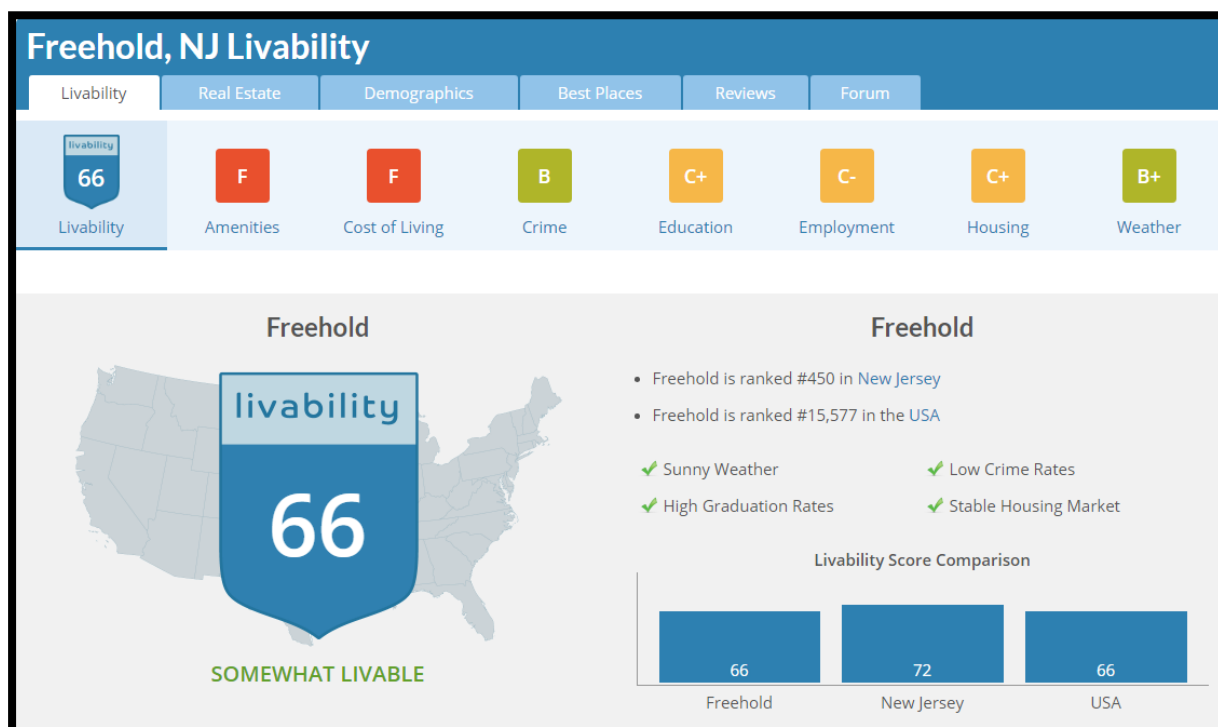 Freehold, NJ Livability
Livability Real Estate Demographics Best Places Reviews Forum
livability
66 F F B C+ C- C+ B+
Livability Amenities Cost of Living Crime Education Employment Housing Weather
Freehold
livability
66
SOMEWHAT LIVABLE
Freehold
• Freehold is ranked #450 in New Jersey
• Freehold is ranked #15,577 in the USA
Sunny Weather Low Crime Rates
High Graduation Rates Stable Housing Market
Livability Score Comparison
66 72 66
Freehold New Jersey USA